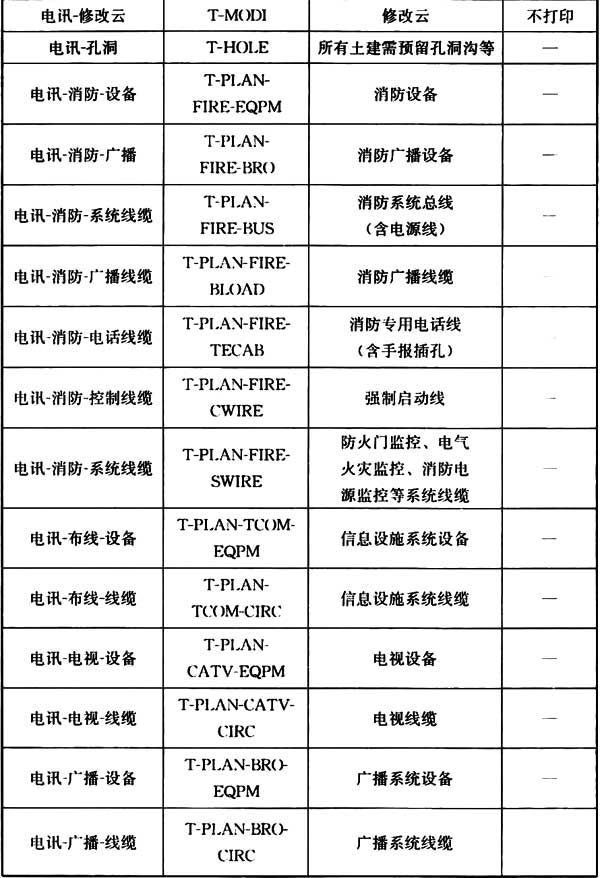 电讯-修改云 T-MODI 修改云 不打印
电讯-孔洞 T-HOLE 所有土建需预留孔洞沟等 —
电讯-消防-设备 T-PLAN-
FIRE-EQPM 消防设备 —
电讯-消防-广播 T-PLAN-
FIRE-BRO 消防广播设备 —
电讯-消防-系统线缆 T-PLAN-
FIRE-BUS 消防系统总线
（含电源线） —
电讯-消防-广播线缆 T-PLAN-FIRE-
BLOAD 消防广播线缆 —
电讯-消防-电话线缆 T-PLAN-FIRE-
TECAB 消防专用电话线
（含手报插孔） —
电讯-消防-控制线缆 T-PLAN-FIRE-
CWIRE 强制启动线 —
电讯-消防-系统线缆 T-PLAN-FIRE-
SWIRE 防火门监控、电气
火灾监控、消防电
源监控等系统线缆 —
电讯-布线-设备 T-PLAN-TCOM-
EQPM 信息设施系统设备 —
电讯-布线-线缆 T-PLAN-
TCOM-CIRC 信息设施系统线缆 —
电讯-电视-设备 T-PLAN-
CATV-EQPM 电视设备 —
电讯-电视-线缆 T-PLAN-CATV-
CIRC 电视线缆 —
电讯-广播-设备 T-PLAN-BRO-
EQPM 广播系统设备 —
电讯-广播-线缆 T-PLAN-BRO-
CIRC 广播系统线缆